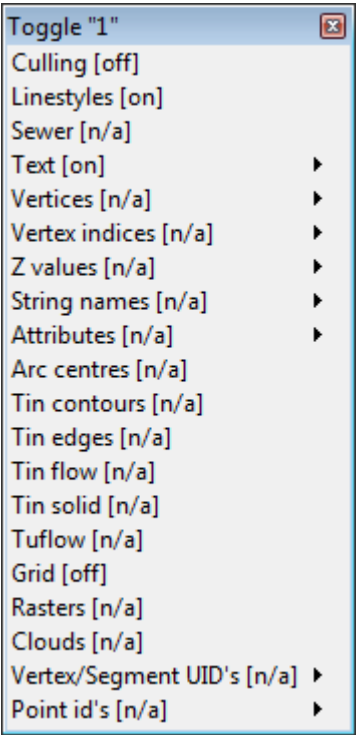 Toggle "1"
Culling [off]
Linestyles [on]
Sewer [n/a]
Text [on]
Vertices [n/a]
Vertex indices [n/a]
Z values [n/a]
String names [n/a]
Attributes [n/a]
Arc centres [n/a]
Tin contours [n/a]
Tin edges [n/a]
Tin flow [n/a]
Tin solid [n/a]
Tuflow [n/a]
Grid [off]
Rasters [n/a]
Clouds [n/a]
Vertex/Segment UID's [n/a]
Point id's [n/a]